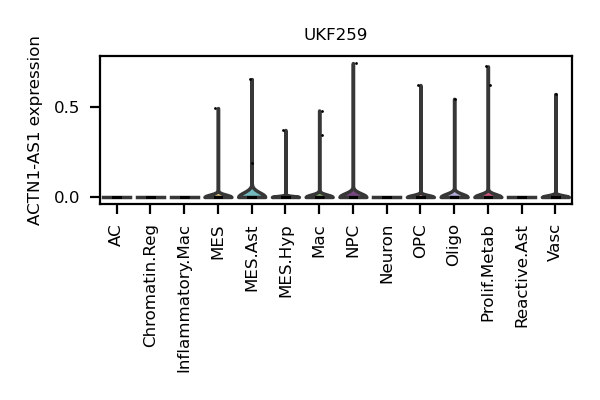 UKF259
ACTN1-AS1 expression
0.5
0.0
AC
Chromatin.Reg
Inflammatory.Mac
MES
MES.Ast
MES.Hyp
Mac
NPC
Neuron
OPC
Oligo
Prolif.Metab
Reactive.Ast
Vasc